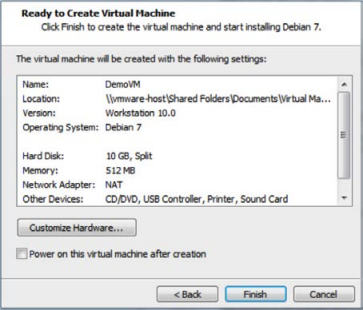 Ready to Create Virtual Machine
Click Finish to create the virtual machine and start installing Debian 7.
The virtual machine will be created with the following settings:
Name: DemoVM
Location: \\vmware-host\Shared Folders\Documents\Virtual Ma...
Version: Workstation 10.0
Operating System: Debian 7
Hard Disk: 10 GB, Split
Memory: 512 MB
Network Adapter: NAT
Other Devices: CD/DVD, USB Controller, Printer, Sound Card
Customize Hardware...
Power on this virtual machine after creation
< Back Finish Cancel